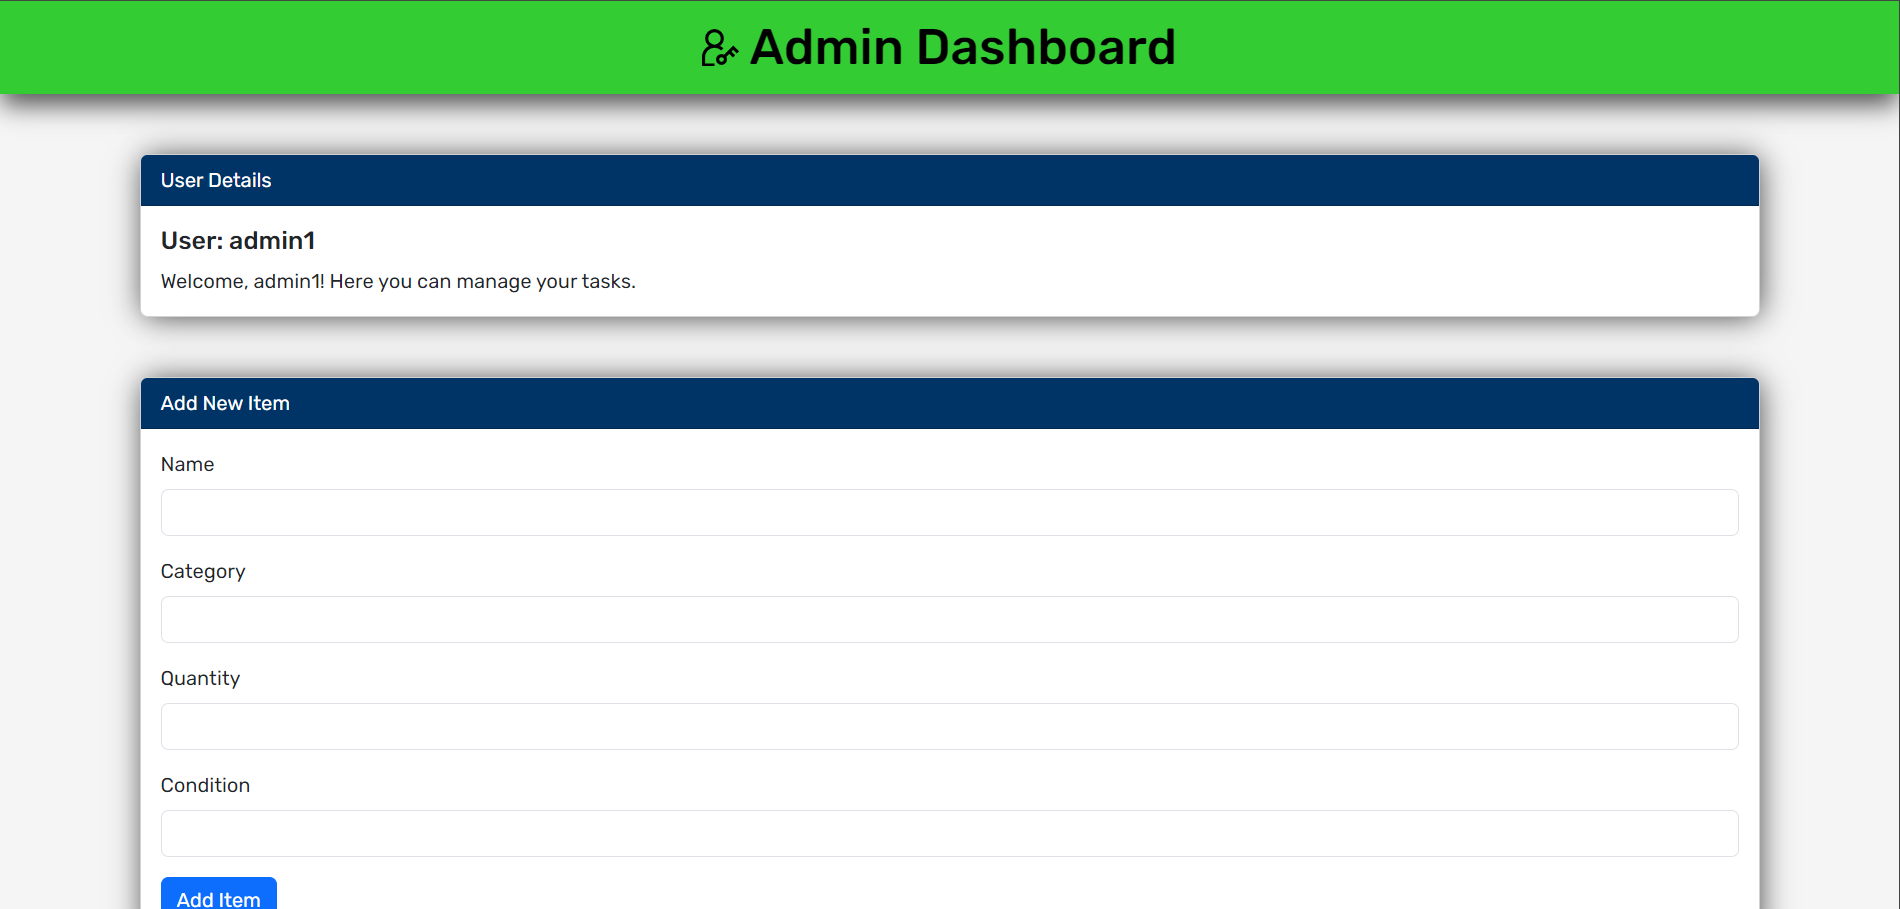 Admin Dashboard
User Details
User: admin1
Welcome, admin1! Here you can manage your tasks.
Add New Item
Name
Category
Quantity
Condition
Add Item